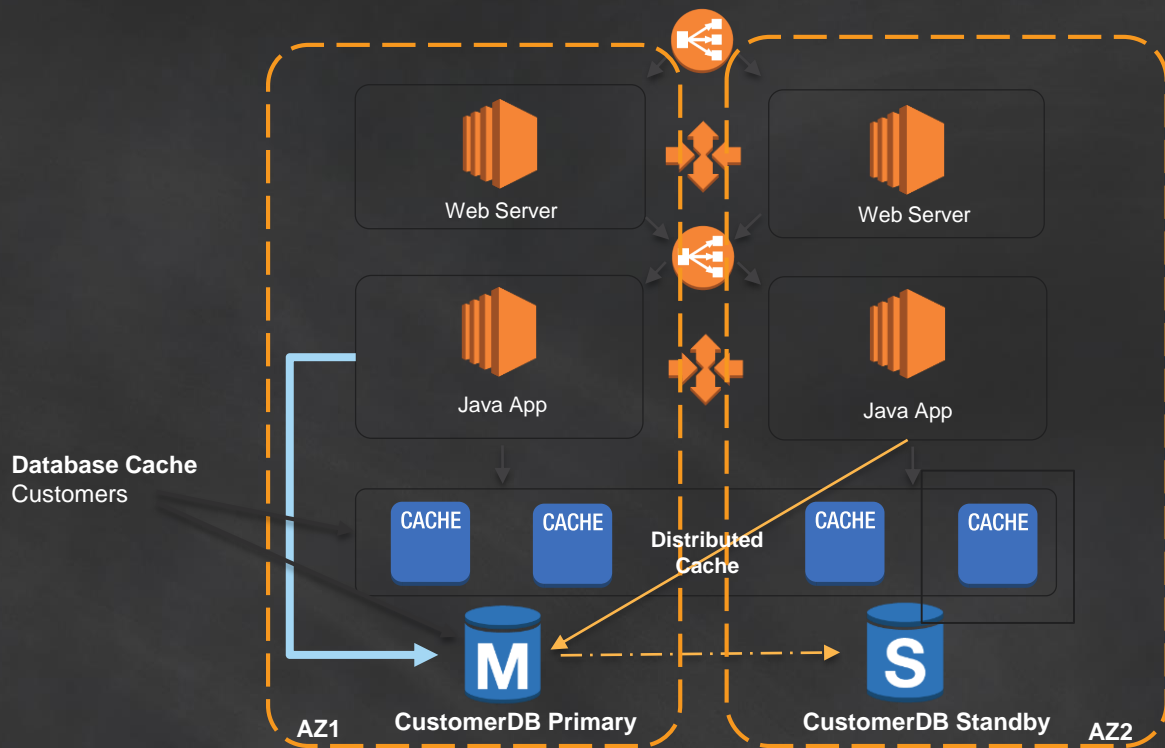 Web Server
Web Server
Java App
Java App
Database Cache
Customers
CACHE
CACHE
CACHE
CACHE
Distributed
Cache
M
S
CustomerDB Primary
CustomerDB Standby
AZ1
AZ2